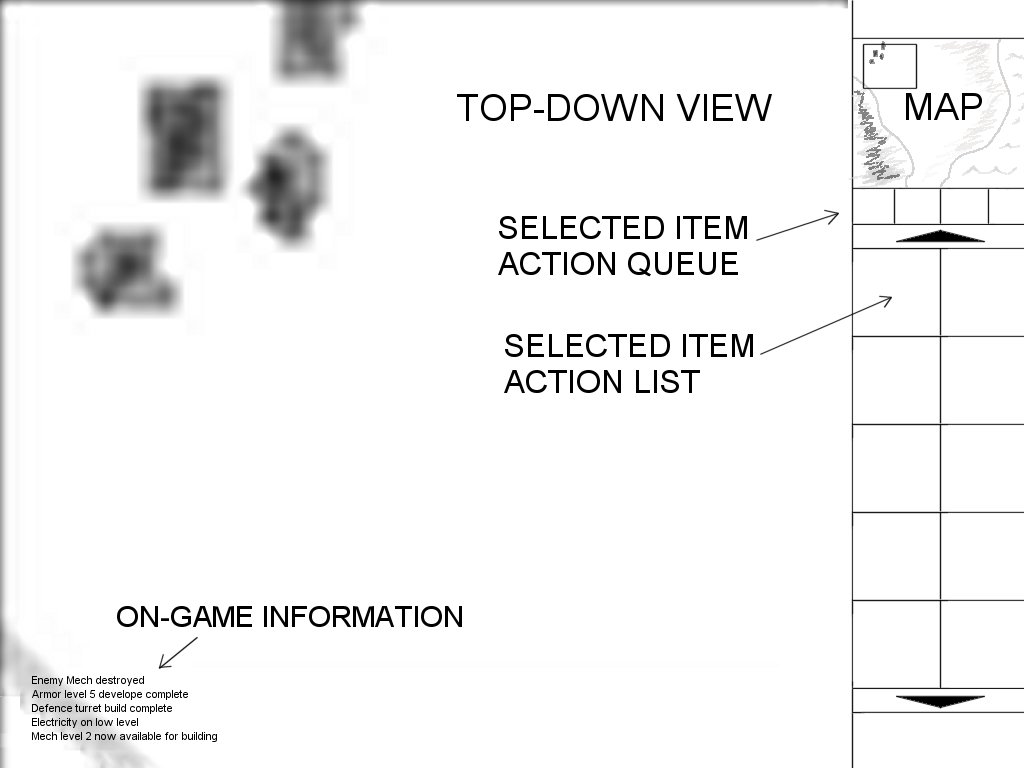 TOP-DOWN VIEW
MAP
SELECTED ITEM
ACTION QUEUE
SELECTED ITEM
ACTION LIST
ON-GAME INFORMATION
Enemy Mech destroyed
Armor level 5 develope complete
Defence turret build complete
Electricity on low level
Mech level 2 now available for building